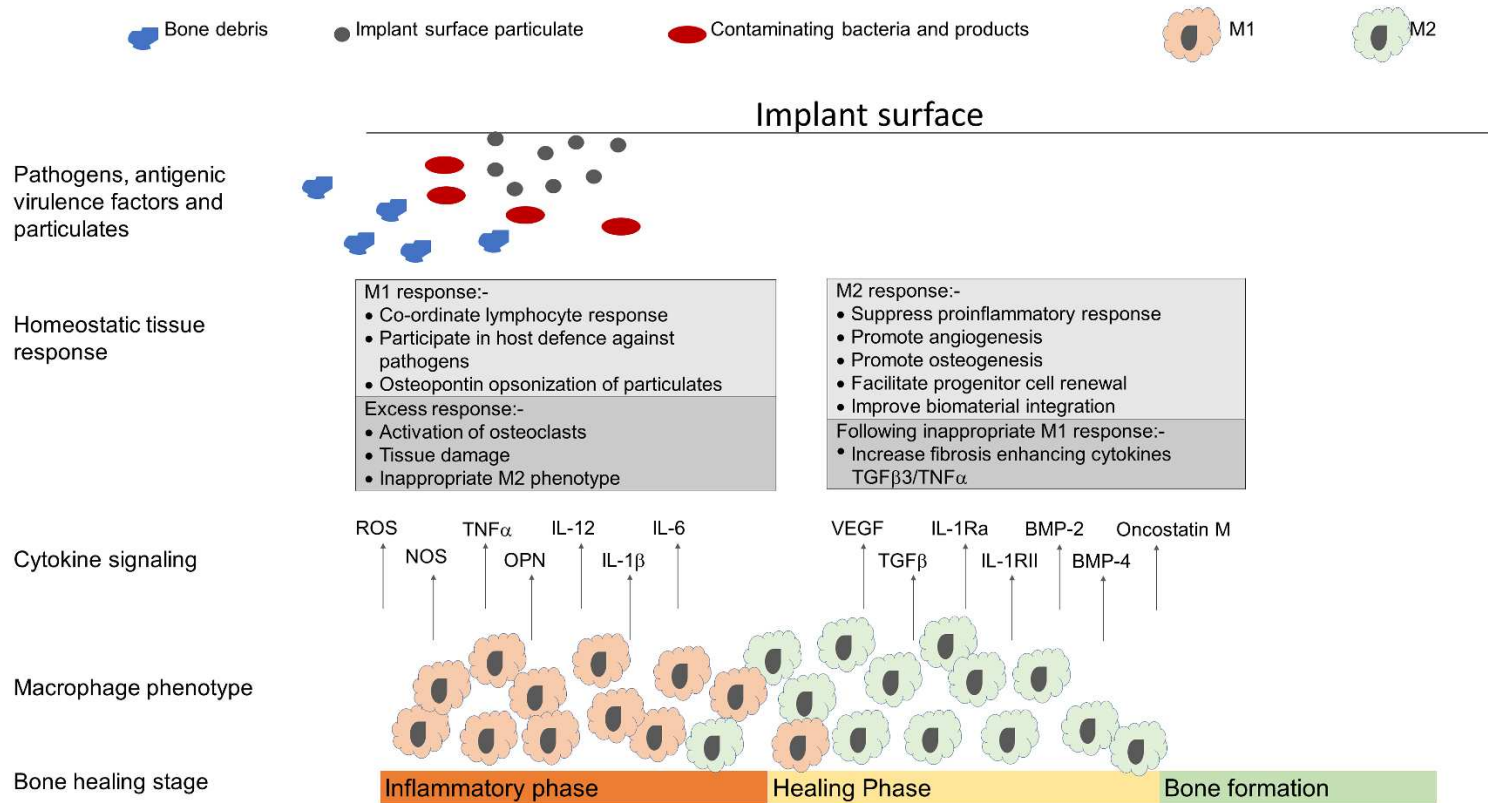 Bone debris
Implant surface particulate
Contaminating bacteria and products
M1
M2
Implant surface
Pathogens, antigenic
virulence factors and
particulates
Homeostatic tissue
response
M1 response:-
• Co-ordinate lymphocyte response
• Participate in host defence against
pathogens
• Osteopontin opsonization of particulates
Excess response:-
• Activation of osteoclasts
• Tissue damage
• Inappropriate M2 phenotype
M2 response:-
• Suppress proinflammatory response
• Promote angiogenesis
• Promote osteogenesis
• Facilitate progenitor cell renewal
• Improve biomaterial integration
Following inappropriate M1 response:-
• Increase fibrosis enhancing cytokines
TGFβ3/TNFα
Cytokine signaling
ROS
NOS
TNFα
OPN
IL-12
IL-1β
IL-6
VEGF
TGFβ
IL-1Ra
IL-1RII
BMP-2
BMP-4
Oncostatin M
Macrophage phenotype
Bone healing stage
Inflammatory phase
Healing Phase
Bone formation